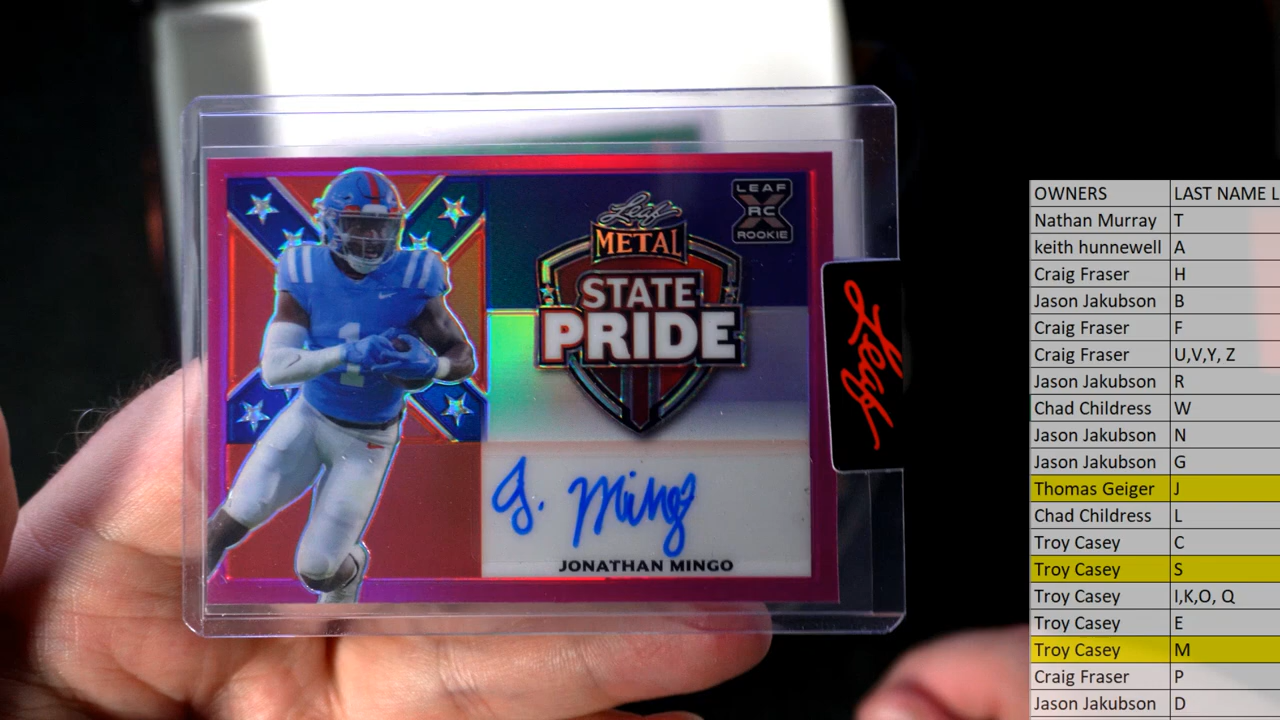 Leaf
METAL
STATE
PRIDE
LEAF
RC
ROOKIE
1
J. Mingo
JONATHAN MINGO
Leaf
OWNERS LAST NAME L
Nathan Murray T
keith hunnewell A
Craig Fraser H
Jason Jakubson B
Craig Fraser F
Craig Fraser U,V,Y, Z
Jason Jakubson R
Chad Childress W
Jason Jakubson N
Jason Jakubson G
Thomas Geiger J
Chad Childress L
Troy Casey C
Troy Casey S
Troy Casey I,K,O, Q
Troy Casey E
Troy Casey M
Craig Fraser P
Jason Jakubson D